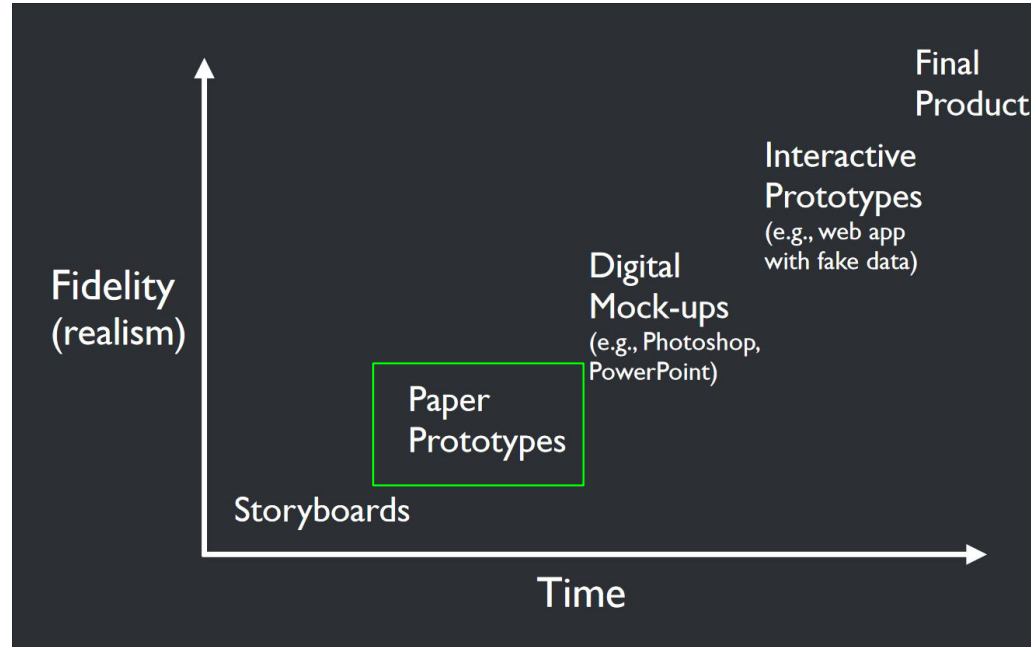 Final
Product
Interactive
Prototypes
(e.g., web app
with fake data)
Digital
Mock-ups
(e.g., Photoshop,
PowerPoint)
Fidelity
(realism)
Paper
Prototypes
Storyboards
Time